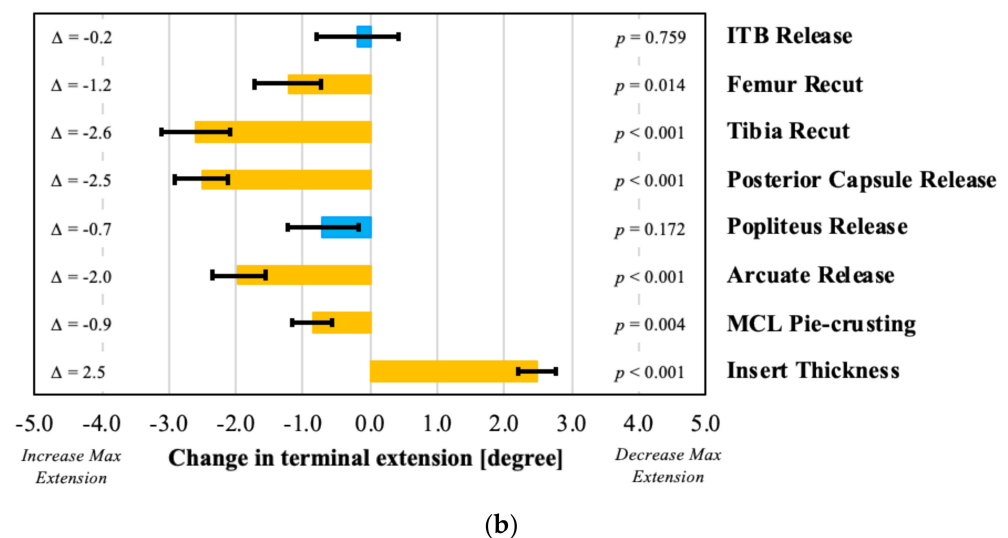 Δ = -0.2 p = 0.759 ITB Release
Δ = -1.2 p = 0.014 Femur Recut
Δ = -2.6 p < 0.001 Tibia Recut
Δ = -2.5 p < 0.001 Posterior Capsule Release
Δ = -0.7 p = 0.172 Popliteus Release
Δ = -2.0 p < 0.001 Arcuate Release
Δ = -0.9 p = 0.004 MCL Pie-crusting
Δ = 2.5 p < 0.001 Insert Thickness
-5.0 -4.0 -3.0 -2.0 -1.0 0.0 1.0 2.0 3.0 4.0 5.0
Increase Max Change in terminal extension [degree] Decrease Max
Extension Extension
(b)